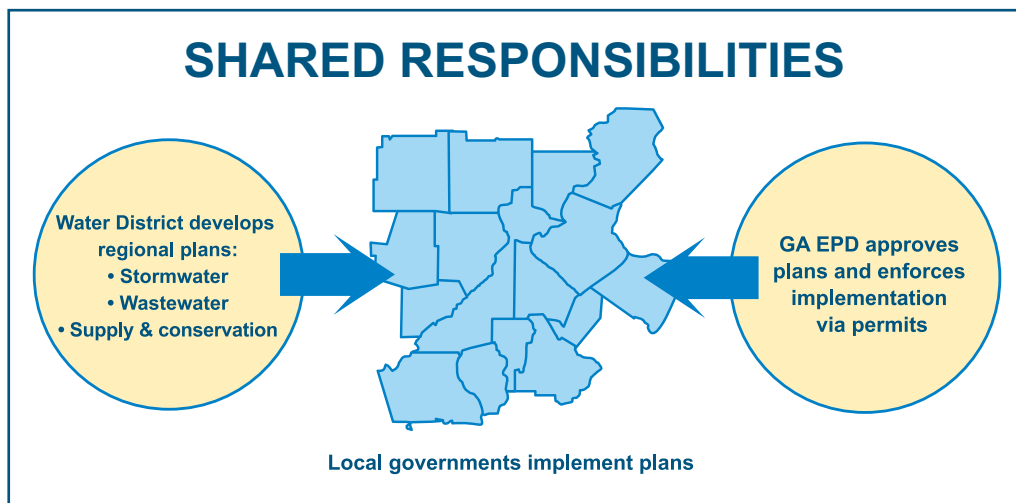 SHARED RESPONSIBILITIES
Water District develops
regional plans:
• Stormwater
• Wastewater
• Supply & conservation
GA EPD approves
plans and enforces
implementation
via permits
Local governments implement plans